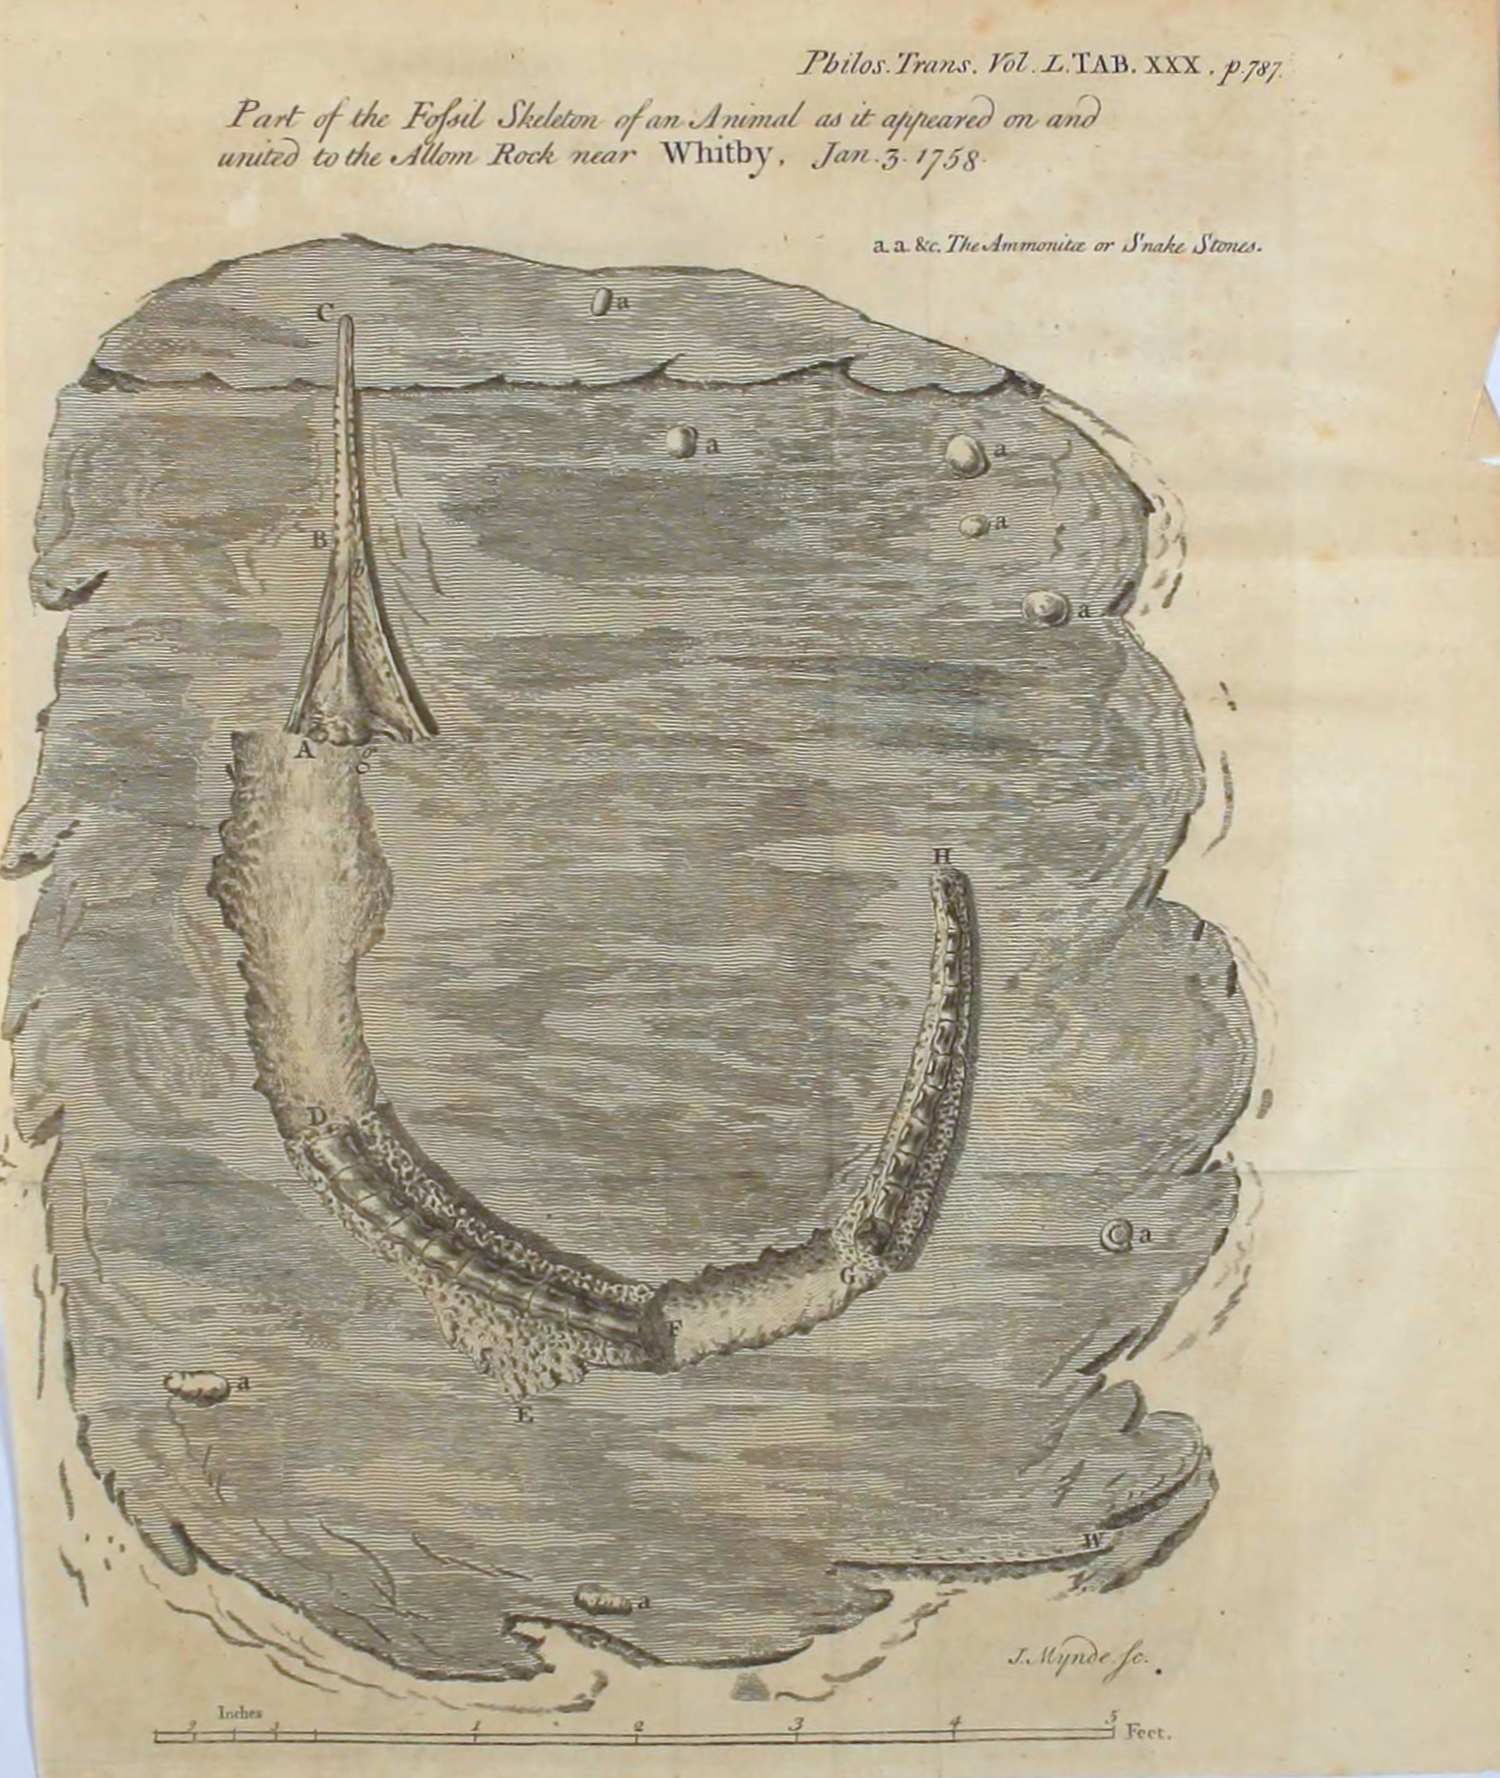 Philos. Trans. Vol. L. TAB. XXX. p. 787.
Part of the Foſsil Skeleton of an Animal as it appeared on and
united to the Allom Rock near Whitby, Jan. 3. 1758.
a. a. &c. The Ammonitæ or Snake Stones.
C
a
a
a
a
B
b
a
A
g
H
D
G
a
F
a
E
W
a
J. Mynde sc.
Inches
1
2
3
4
5
Feet.